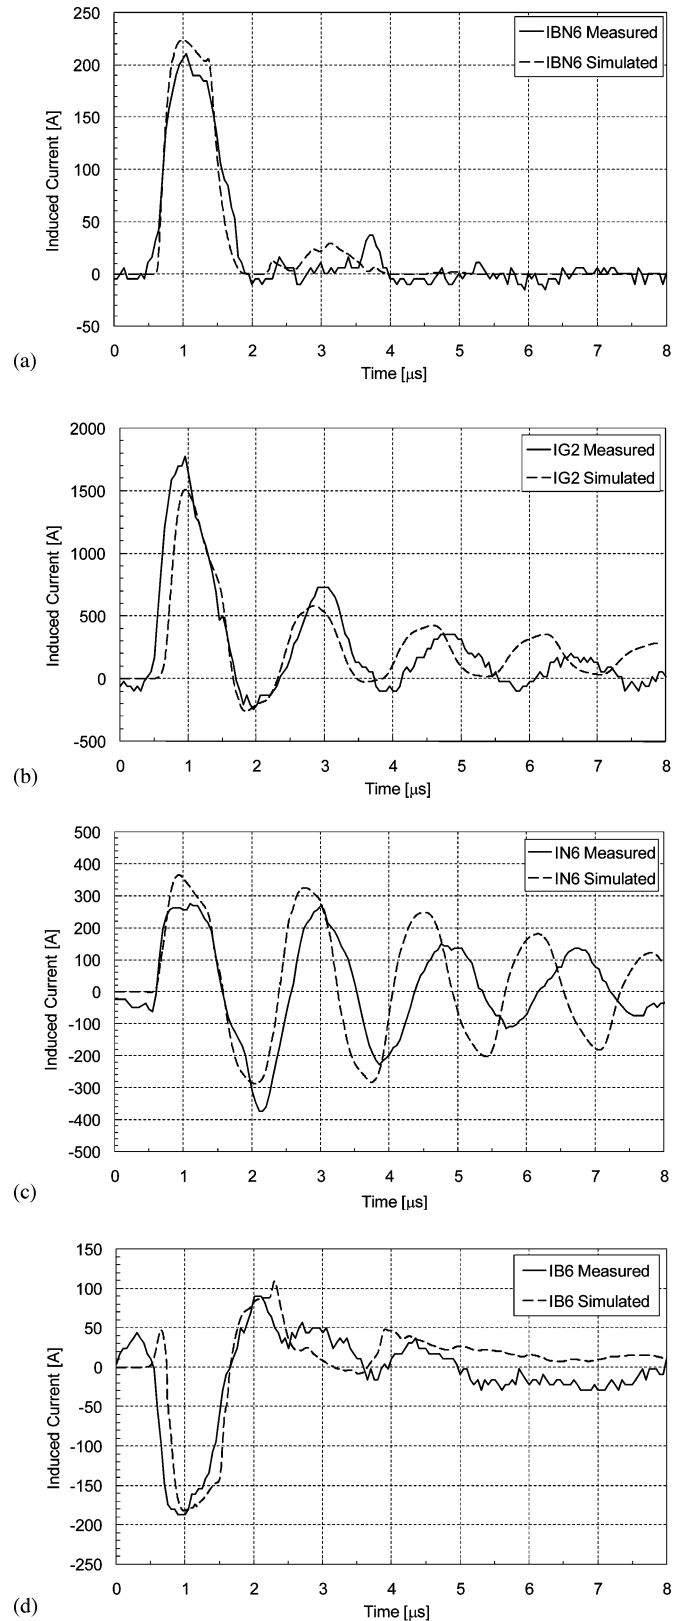 250
200
150
100
50
0
-50
Induced Current [A]
IBN6 Measured
IBN6 Simulated
0 1 2 3 4 5 6 7 8
Time [μs]
(a)
2000
1500
1000
500
0
-500
Induced Current [A]
IG2 Measured
IG2 Simulated
0 1 2 3 4 5 6 7 8
Time [μs]
(b)
500
400
300
200
100
0
-100
-200
-300
-400
-500
Induced Current [A]
IN6 Measured
IN6 Simulated
0 1 2 3 4 5 6 7 8
Time [μs]
(c)
150
100
50
0
-50
-100
-150
-200
-250
Induced Current [A]
IB6 Measured
IB6 Simulated
0 1 2 3 4 5 6 7 8
Time [μs]
(d)